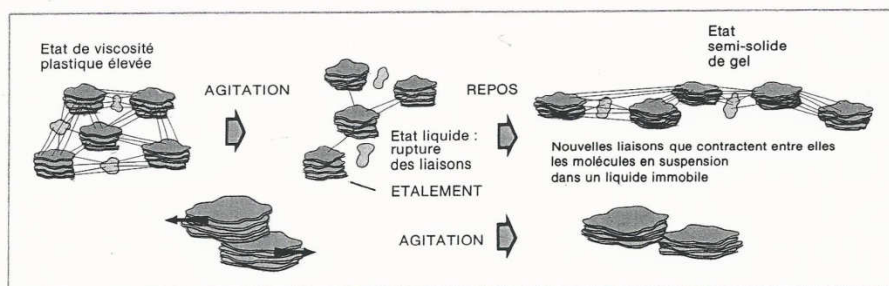 Etat de viscosité
plastique élevée
AGITATION
Etat liquide :
rupture
des liaisons
ETALEMENT
REPOS
Etat
semi-solide
de gel
Nouvelles liaisons que contractent entre elles
les molécules en suspension
dans un liquide immobile
AGITATION